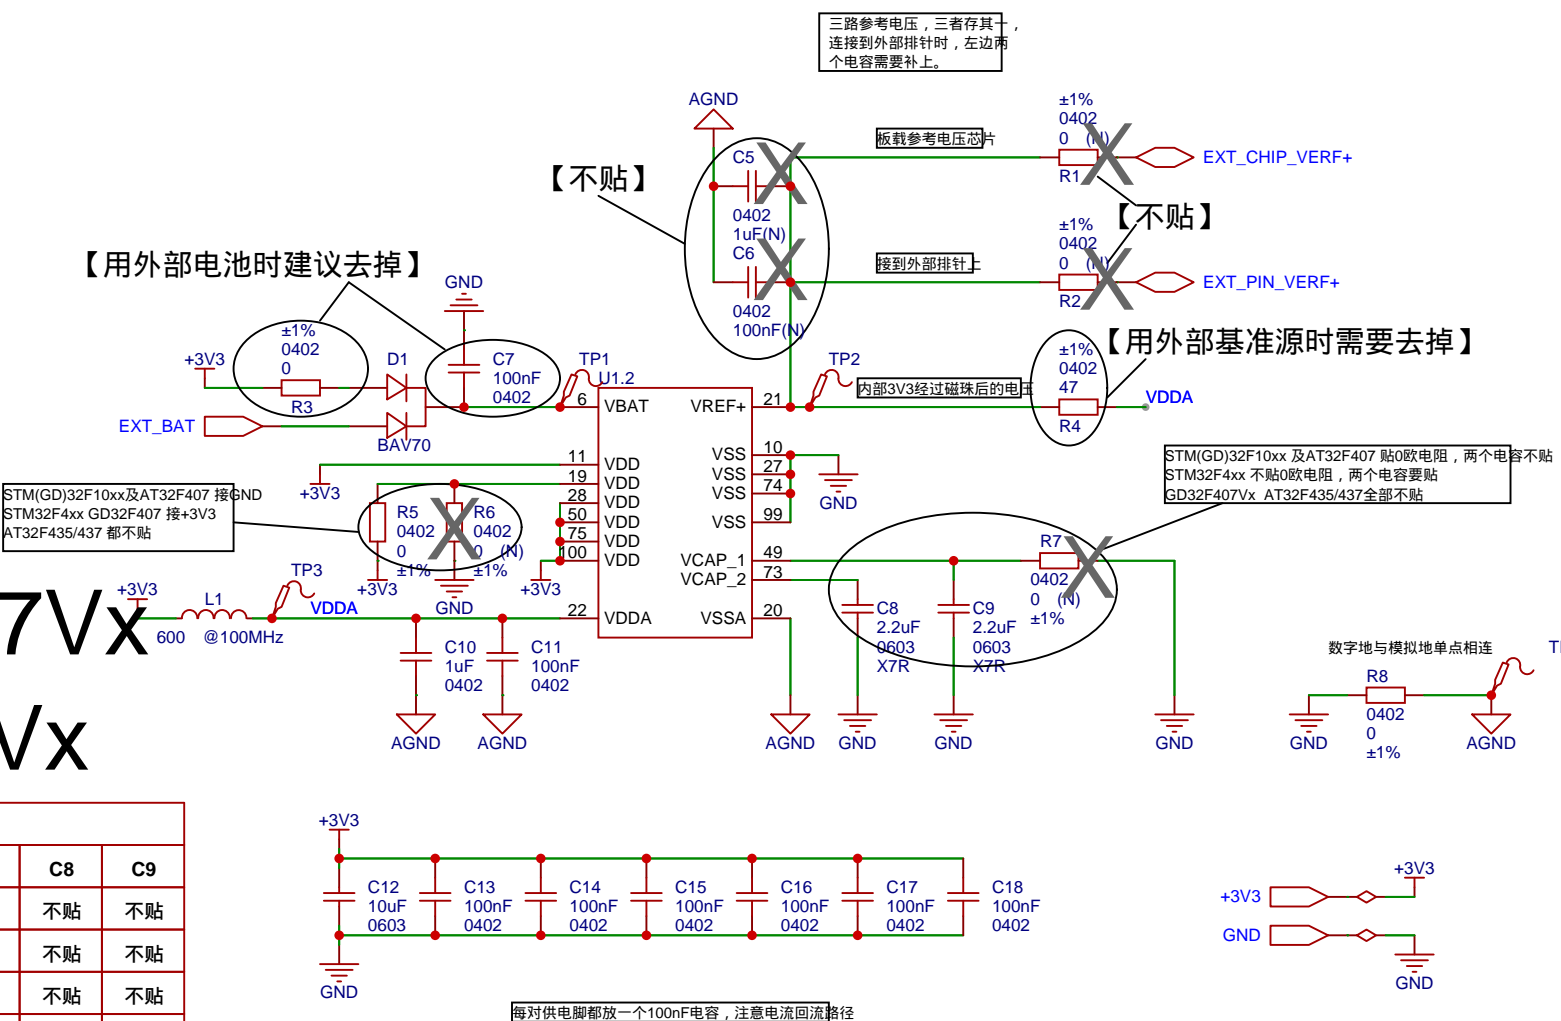 三路参考电压，三者存其一，
连接到外部排针时，左边两
个电容需要补上。
AGND
±1%
0402
0 (N)
R1
EXT_CHIP_VERF+
板载参考电压芯片
C5
0402
1uF(N)
【不贴】
【不贴】
±1%
0402
0 (N)
R2
EXT_PIN_VERF+
接到外部排针上
C6
0402
100nF(N)
【用外部电池时建议去掉】
GND
+3V3
±1%
0402
0
R3
D1
BAV70
EXT_BAT
C7
100nF
0402
TP1
U1.2
TP2
【用外部基准源时需要去掉】
内部3V3经过磁珠后的电压
±1%
0402
47
R4
VDDA
6 VBAT
VREF+ 21
11 VDD
19 VDD
28 VDD
50 VDD
75 VDD
100 VDD
22 VDDA
VSS 10
VSS 27
VSS 74
VSS 99
VCAP_1 49
VCAP_2 73
VSSA 20
GND
+3V3
STM(GD)32F10xx 及AT32F407 贴0欧电阻，两个电容不贴
STM32F4xx 不贴0欧电阻，两个电容要贴
GD32F407Vx AT32F435/437全部不贴
STM(GD)32F10xx及AT32F407 接GND
STM32F4xx GD32F407 接+3V3
AT32F435/437 都不贴
R5
0402
0
±1%
+3V3
R6
0402
0 (N)
±1%
GND
+3V3
7Vx
+3V3
L1
600 @100MHz
TP3
VDDA
C10
1uF
0402
C11
100nF
0402
AGND
AGND
R7
0402
0 (N)
±1%
C8
2.2uF
0603
X7R
C9
2.2uF
0603
X7R
AGND
GND
GND
GND
数字地与模拟地单点相连
R8
0402
0
±1%
GND
AGND
Vx
C8 C9
不贴 不贴
不贴 不贴
不贴 不贴
+3V3
C12
10uF
0603
C13
100nF
0402
C14
100nF
0402
C15
100nF
0402
C16
100nF
0402
C17
100nF
0402
C18
100nF
0402
GND
+3V3
+3V3
GND
GND
每对供电脚都放一个100nF电容，注意电流回流路径